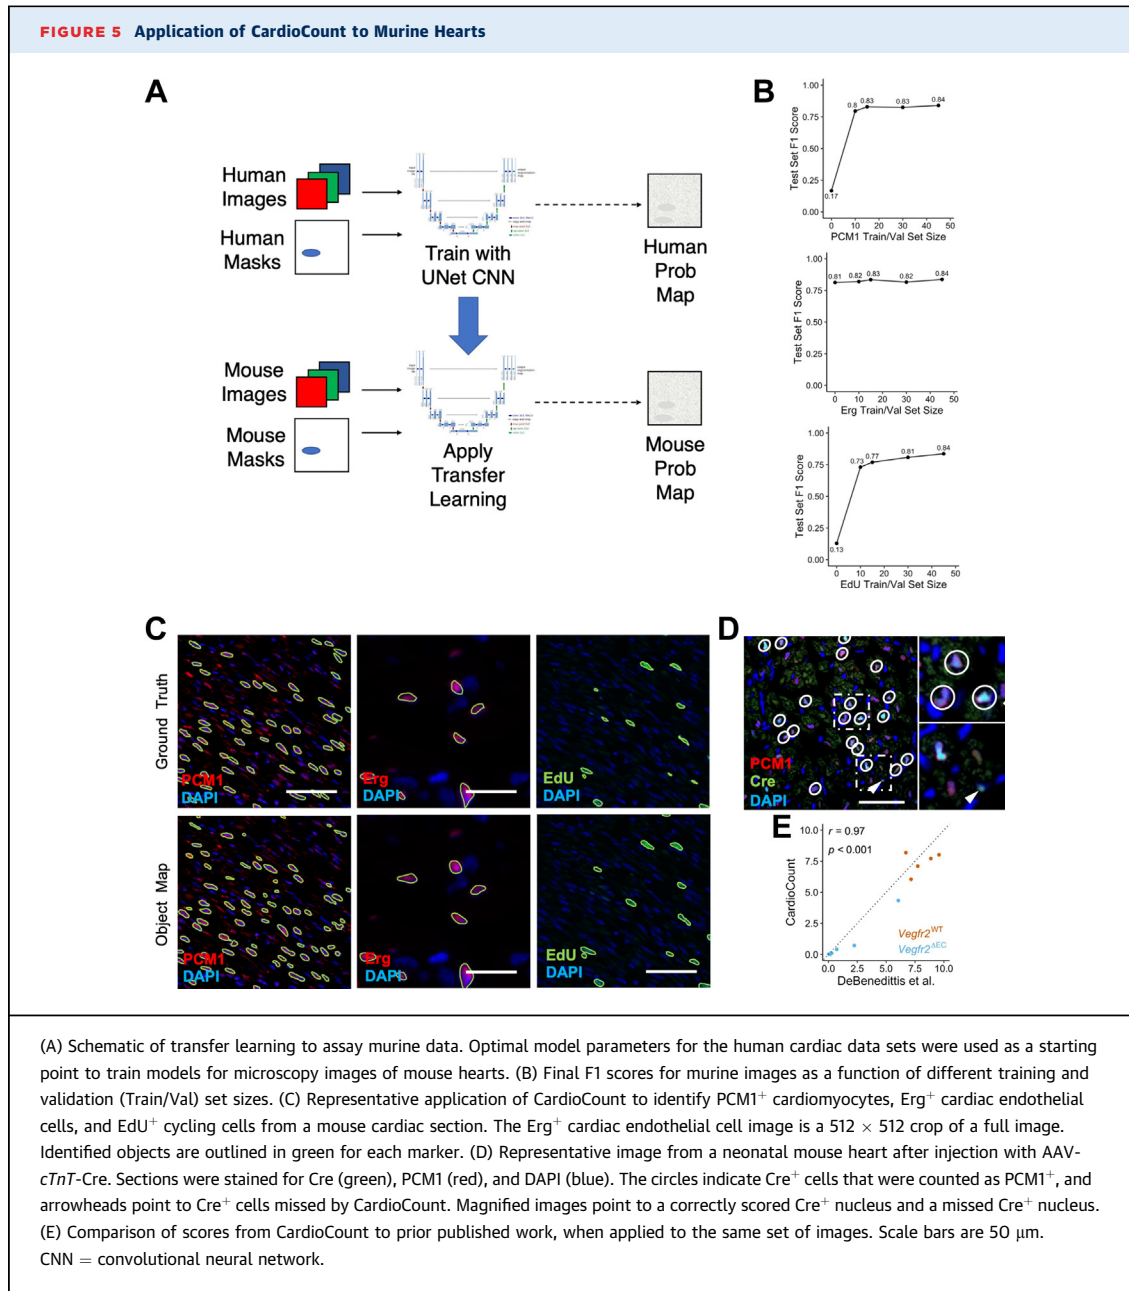 FIGURE 5 Application of CardioCount to Murine Hearts
A
Human
Images
Human
Masks
Train with
UNet CNN
Human
Prob
Map
Mouse
Images
Mouse
Masks
Apply
Transfer
Learning
Mouse
Prob
Map
B
Test Set F1 Score
1.00
0.75
0.50
0.25
0.00
0.17
0.8
0.83
0.83
0.84
0 10 20 30 40 50
PCM1 Train/Val Set Size
Test Set F1 Score
1.00
0.75
0.50
0.25
0.00
0.81
0.82
0.83
0.82
0.84
0 10 20 30 40 50
Erg Train/Val Set Size
Test Set F1 Score
1.00
0.75
0.50
0.25
0.00
0.13
0.73
0.77
0.81
0.84
0 10 20 30 40 50
EdU Train/Val Set Size
C
Ground Truth
PCM1
DAPI
Erg
DAPI
EdU
DAPI
Object Map
PCM1
DAPI
Erg
DAPI
EdU
DAPI
D
PCM1
Cre
DAPI
E
CardioCount
10.0
7.5
5.0
2.5
0.0
r = 0.97
p < 0.001
Vegfr2WT
Vegfr2ΔEC
0.0 2.5 5.0 7.5 10.0
DeBenedittis et al.
(A) Schematic of transfer learning to assay murine data. Optimal model parameters for the human cardiac data sets were used as a starting
point to train models for microscopy images of mouse hearts. (B) Final F1 scores for murine images as a function of different training and
validation (Train/Val) set sizes. (C) Representative application of CardioCount to identify PCM1+ cardiomyocytes, Erg+ cardiac endothelial
cells, and EdU+ cycling cells from a mouse cardiac section. The Erg+ cardiac endothelial cell image is a 512 × 512 crop of a full image.
Identified objects are outlined in green for each marker. (D) Representative image from a neonatal mouse heart after injection with AAV-
cTnT-Cre. Sections were stained for Cre (green), PCM1 (red), and DAPI (blue). The circles indicate Cre+ cells that were counted as PCM1+, and
arrowheads point to Cre+ cells missed by CardioCount. Magnified images point to a correctly scored Cre+ nucleus and a missed Cre+ nucleus.
(E) Comparison of scores from CardioCount to prior published work, when applied to the same set of images. Scale bars are 50 μm.
CNN = convolutional neural network.